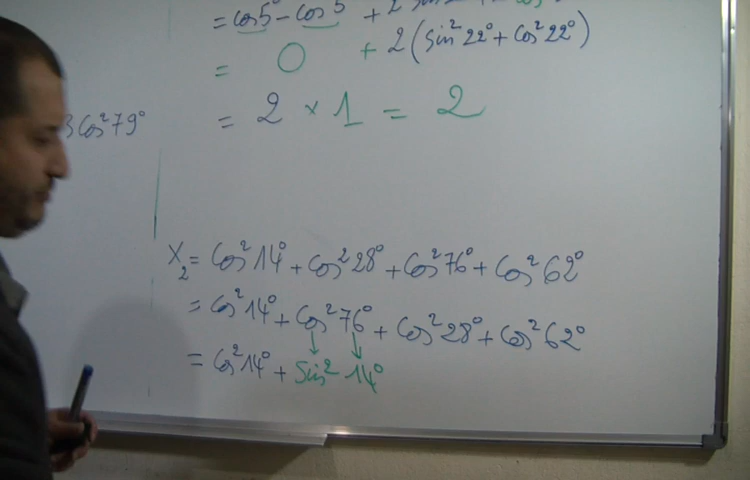 = cos5° - cos5 + 2
= 0 + 2(sin²22° + cos²22°)
= 2 × 1 = 2
3cos²79°
X₂ = cos²14° + cos²28° + cos²76° + cos²62°
= cos²14° + cos²76° + cos²28° + cos²62°
↓ ↓
= cos²14° + sin²14°